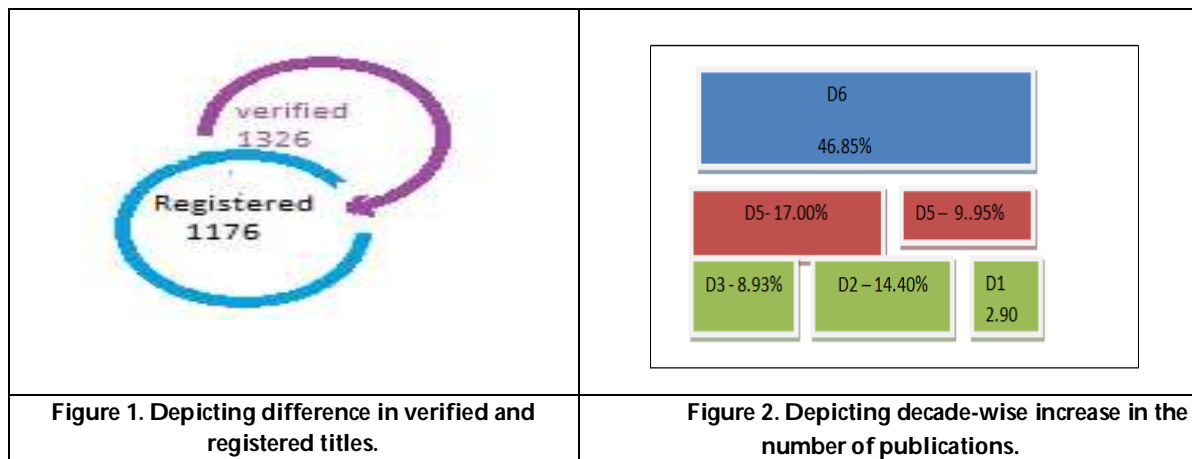 verified
1326
Registered
1176
D6
46.85%
D5- 17.00%
D5 – 9..95%
D3 - 8.93%
D2 – 14.40%
D1
2.90
Figure 1. Depicting difference in verified and
registered titles.
Figure 2. Depicting decade-wise increase in the
number of publications.